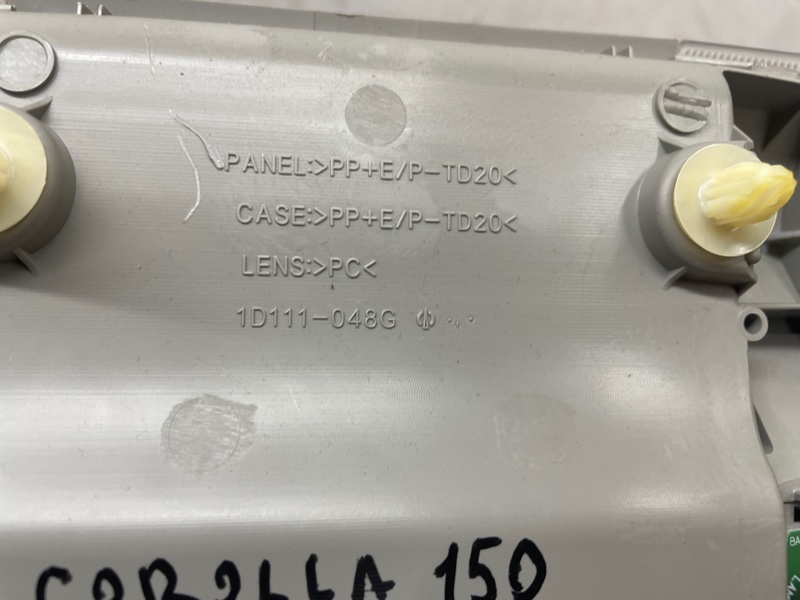 PANEL:>PP+E/P-TD20<
CASE:>PP+E/P-TD20<
LENS:>PC<
1D111-048G
COROLLA 150